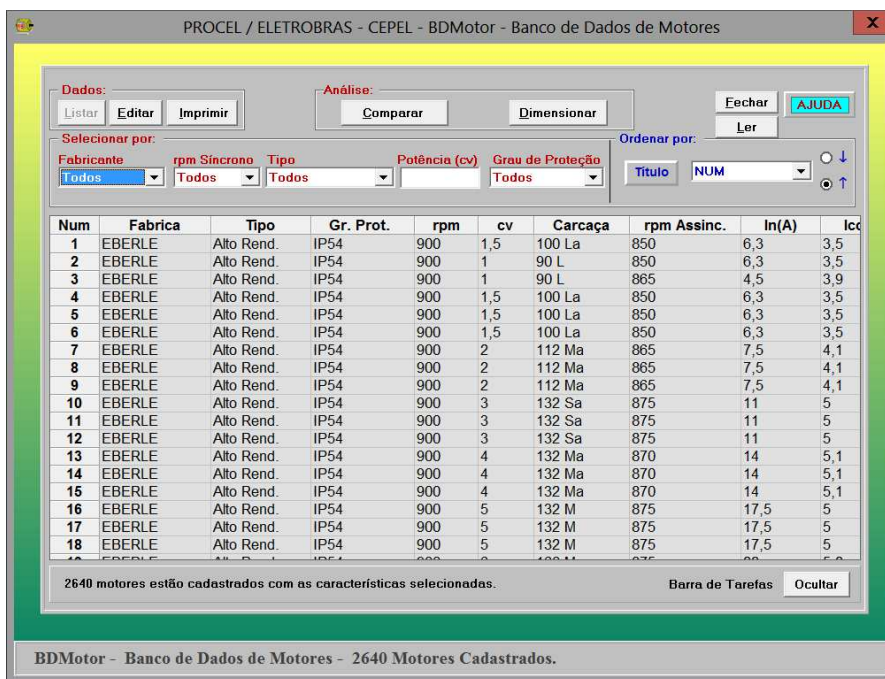 PROCEL / ELETROBRAS - CEPEL - BDMotor - Banco de Dados de Motores
x
Dados: Análise:
Listar Editar Imprimir Comparar Dimensionar Fechar AJUDA
Ler
Selecionar por: Ordenar por:
Fabricante rpm Síncrono Tipo Potência (cv) Grau de Proteção
Todos Todos Todos Todos Título NUM ↓
↑
Num Fabrica Tipo Gr. Prot. rpm cv Carcaça rpm Assinc. In(A)
1 EBERLE Alto Rend. IP54 900 1,5 100 La 850 6,3 3,5
2 EBERLE Alto Rend. IP54 900 1 90 L 850 6,3 3,5
3 EBERLE Alto Rend. IP54 900 1 90 L 865 4,5 3,9
4 EBERLE Alto Rend. IP54 900 1,5 100 La 850 6,3 3,5
5 EBERLE Alto Rend. IP54 900 1,5 100 La 850 6,3 3,5
6 EBERLE Alto Rend. IP54 900 1,5 100 La 850 6,3 3,5
7 EBERLE Alto Rend. IP54 900 2 112 Ma 865 7,5 4,1
8 EBERLE Alto Rend. IP54 900 2 112 Ma 865 7,5 4,1
9 EBERLE Alto Rend. IP54 900 2 112 Ma 865 7,5 4,1
10 EBERLE Alto Rend. IP54 900 3 132 Sa 875 11 5
11 EBERLE Alto Rend. IP54 900 3 132 Sa 875 11 5
12 EBERLE Alto Rend. IP54 900 3 132 Sa 875 11 5
13 EBERLE Alto Rend. IP54 900 4 132 Ma 870 14 5,1
14 EBERLE Alto Rend. IP54 900 4 132 Ma 870 14 5,1
15 EBERLE Alto Rend. IP54 900 4 132 Ma 870 14 5,1
16 EBERLE Alto Rend. IP54 900 5 132 M 875 17,5 5
17 EBERLE Alto Rend. IP54 900 5 132 M 875 17,5 5
18 EBERLE Alto Rend. IP54 900 5 132 M 875 17,5 5
2640 motores estão cadastrados com as características selecionadas. Barra de Tarefas Ocultar
BDMotor - Banco de Dados de Motores - 2640 Motores Cadastrados.